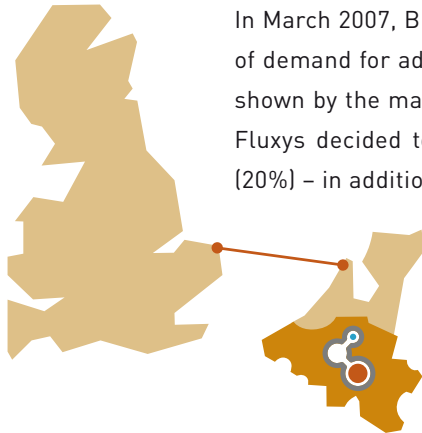 In March 2007, B
of demand for ad
shown by the ma
Fluxys decided t
(20%) – in additio